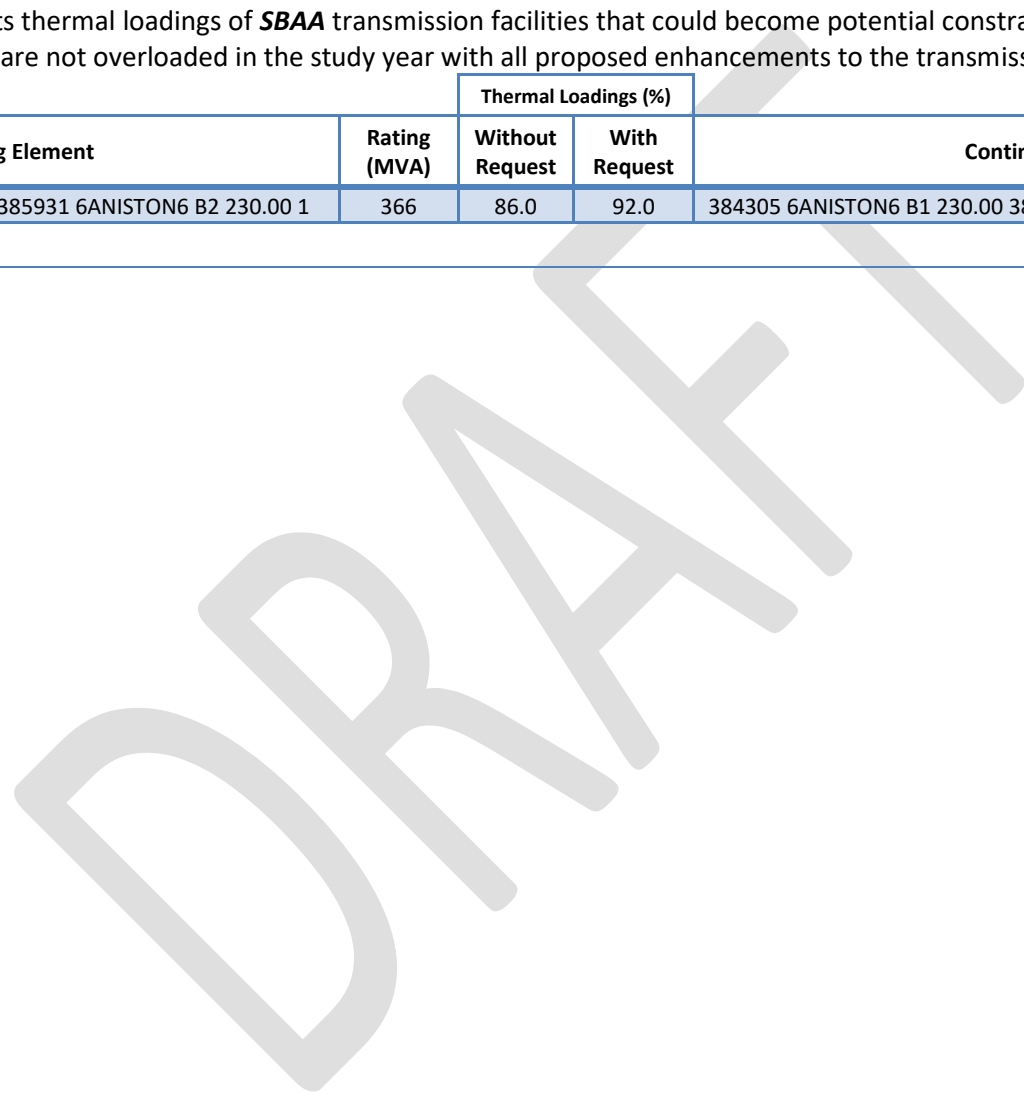 ts thermal loadings of SBAA transmission facilities that could become potential constra
are not overloaded in the study year with all proposed enhancements to the transmiss
Thermal Loadings (%)
g Element Rating (MVA) Without Request With Request Contin
385931 6ANISTON6 B2 230.00 1 366 86.0 92.0 384305 6ANISTON6 B1 230.00 38
DRAFT